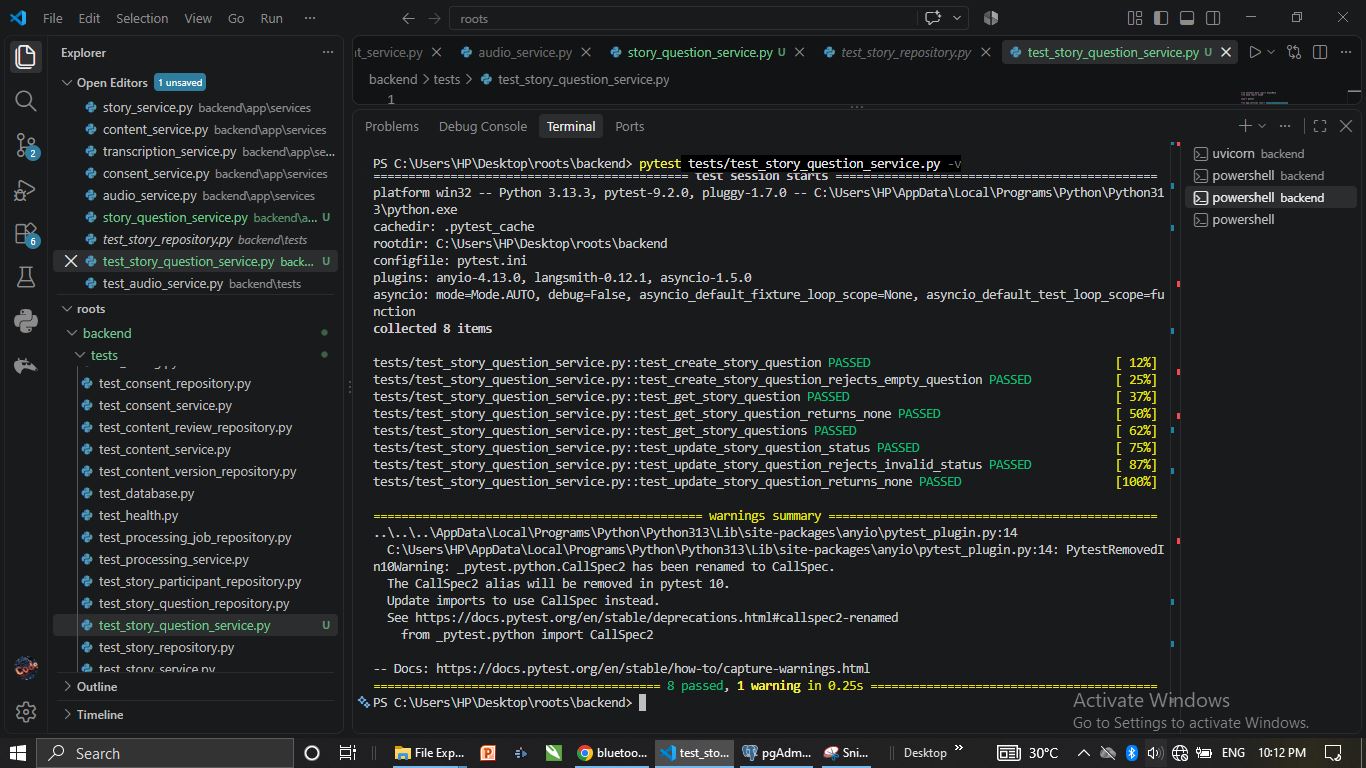 File Edit Selection View Go Run ··· roots
Explorer ···
Open Editors 1 unsaved
story_service.py backend\app\services
content_service.py backend\app\services
transcription_service.py backend\app\se...
consent_service.py backend\app\services
audio_service.py backend\app\services
story_question_service.py backend\a... U
test_story_repository.py backend\tests
test_story_question_service.py back... U
test_audio_service.py backend\tests
roots
backend
tests
test_consent_repository.py
test_consent_service.py
test_content_review_repository.py
test_content_service.py
test_content_version_repository.py
test_database.py
test_health.py
test_processing_job_repository.py
test_processing_service.py
test_story_participant_repository.py
test_story_question_repository.py
test_story_question_service.py U
test_story_repository.py
test_story_service.py
Outline
Timeline
2
6
t_service.py audio_service.py story_question_service.py U test_story_repository.py test_story_question_service.py U
backend > tests > test_story_question_service.py
1
Problems Debug Console Terminal Ports
PS C:\Users\HP\Desktop\roots\backend> pytest tests/test_story_question_service.py -v
============================================== test session starts ===============================================
platform win32 -- Python 3.13.3, pytest-9.2.0, pluggy-1.7.0 -- C:\Users\HP\AppData\Local\Programs\Python\Python31
3\python.exe
cachedir: .pytest_cache
rootdir: C:\Users\HP\Desktop\roots\backend
configfile: pytest.ini
plugins: anyio-4.13.0, langsmith-0.12.1, asyncio-1.5.0
asyncio: mode=Mode.AUTO, debug=False, asyncio_default_fixture_loop_scope=None, asyncio_default_test_loop_scope=fu
nction
collected 8 items
tests/test_story_question_service.py::test_create_story_question PASSED [ 12%]
tests/test_story_question_service.py::test_create_story_question_rejects_empty_question PASSED [ 25%]
tests/test_story_question_service.py::test_get_story_question PASSED [ 37%]
tests/test_story_question_service.py::test_get_story_question_returns_none PASSED [ 50%]
tests/test_story_question_service.py::test_get_story_questions PASSED [ 62%]
tests/test_story_question_service.py::test_update_story_question_status PASSED [ 75%]
tests/test_story_question_service.py::test_update_story_question_rejects_invalid_status PASSED [ 87%]
tests/test_story_question_service.py::test_update_story_question_returns_none PASSED [100%]
================================================ warnings summary ================================================
..\..\..\AppData\Local\Programs\Python\Python313\Lib\site-packages\anyio\pytest_plugin.py:14
C:\Users\HP\AppData\Local\Programs\Python\Python313\Lib\site-packages\anyio\pytest_plugin.py:14: PytestRemovedI
n10Warning: _pytest.python.CallSpec2 has been renamed to CallSpec.
The CallSpec2 alias will be removed in pytest 10.
Update imports to use CallSpec instead.
See https://docs.pytest.org/en/stable/deprecations.html#callspec2-renamed
from _pytest.python import CallSpec2
-- Docs: https://docs.pytest.org/en/stable/how-to/capture-warnings.html
========================================== 8 passed, 1 warning in 0.25s ==========================================
PS C:\Users\HP\Desktop\roots\backend>
uvicorn backend
powershell backend
powershell backend
powershell
Activate Windows
Go to Settings to activate Windows.
Search File Exp... bluetoo... test_sto... pgAdm... Sni... Desktop » 30°C ENG 10:12 PM